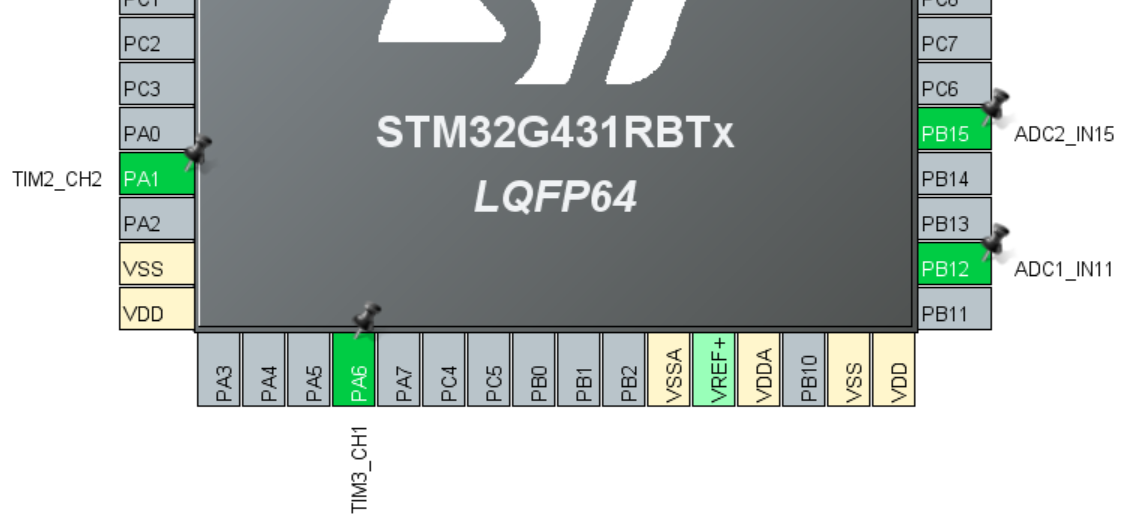 PC1
PC2
PC3
PA0
TIM2_CH2 PA1
PA2
VSS
VDD
STM32G431RBTx
LQFP64
PC8
PC7
PC6
PB15 ADC2_IN15
PB14
PB13
PB12 ADC1_IN11
PB11
PA3
PA4
PA5
PA6
PA7
PC4
PC5
PB0
PB1
PB2
VSSA
VREF+
VDDA
PB10
VSS
VDD
TIM3_CH1